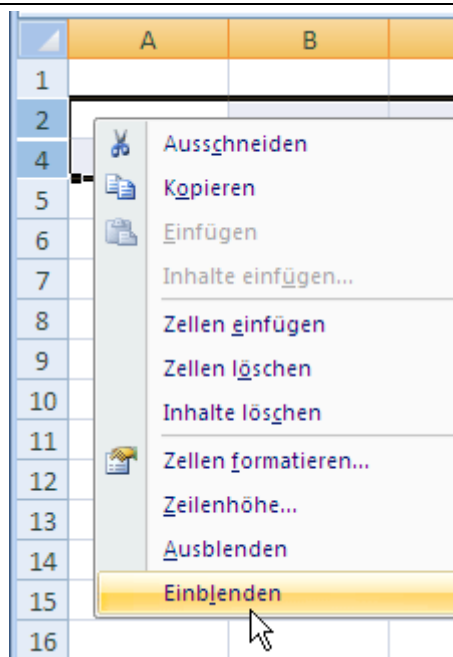 A B
1
2
4
5
6
7
8
9
10
11
12
13
14
15
16
Ausschneiden
Kopieren
Einfügen
Inhalte einfügen...
Zellen einfügen
Zellen löschen
Inhalte löschen
Zellen formatieren...
Zeilenhöhe...
Ausblenden
Einblenden